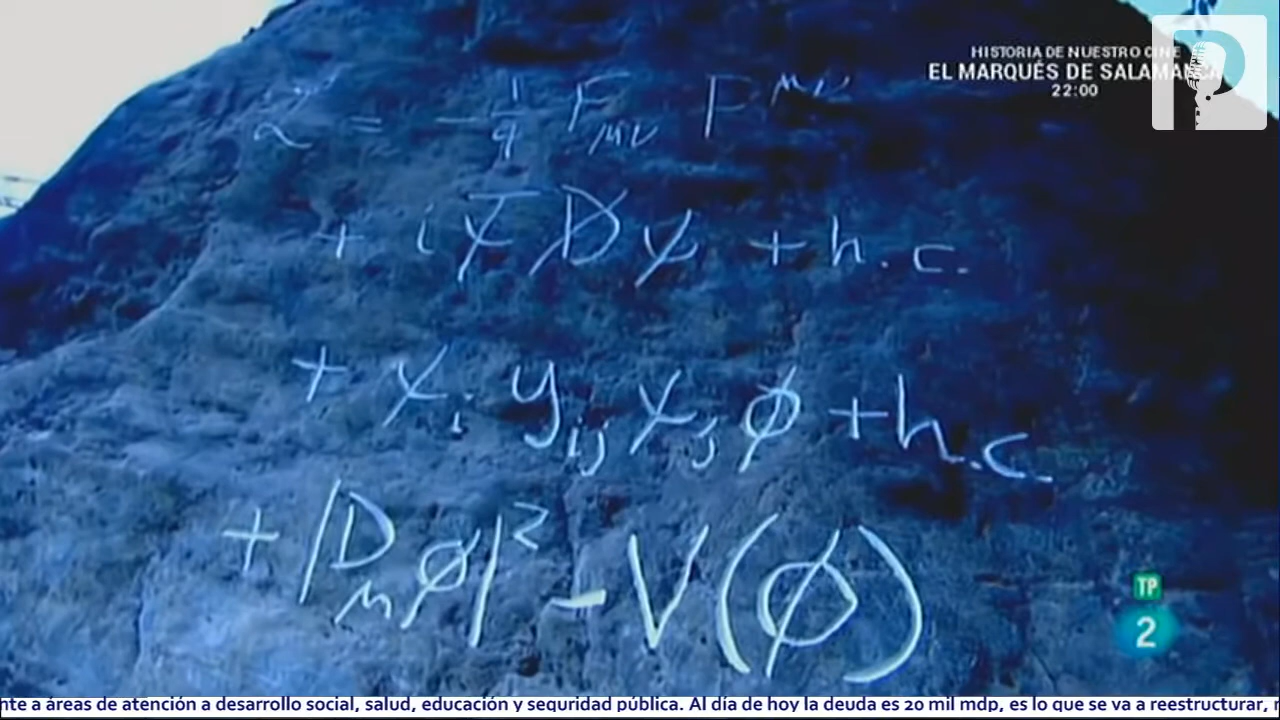 HISTORIA DE NUESTRO CINE
EL MARQUÉS DE SALAMANCA
22:00
ℒ = -1/4 F_μν F^μν
+ i ψ̄ D̸ ψ + h.c.
+ χ_i y_ij χ_j φ + h.c.
+ |D_μ φ|² - V(φ)
TP
2
nte a áreas de atención a desarrollo social, salud, educación y seguridad pública. Al día de hoy la deuda es 20 mil mdp, es lo que se va a reestructurar,